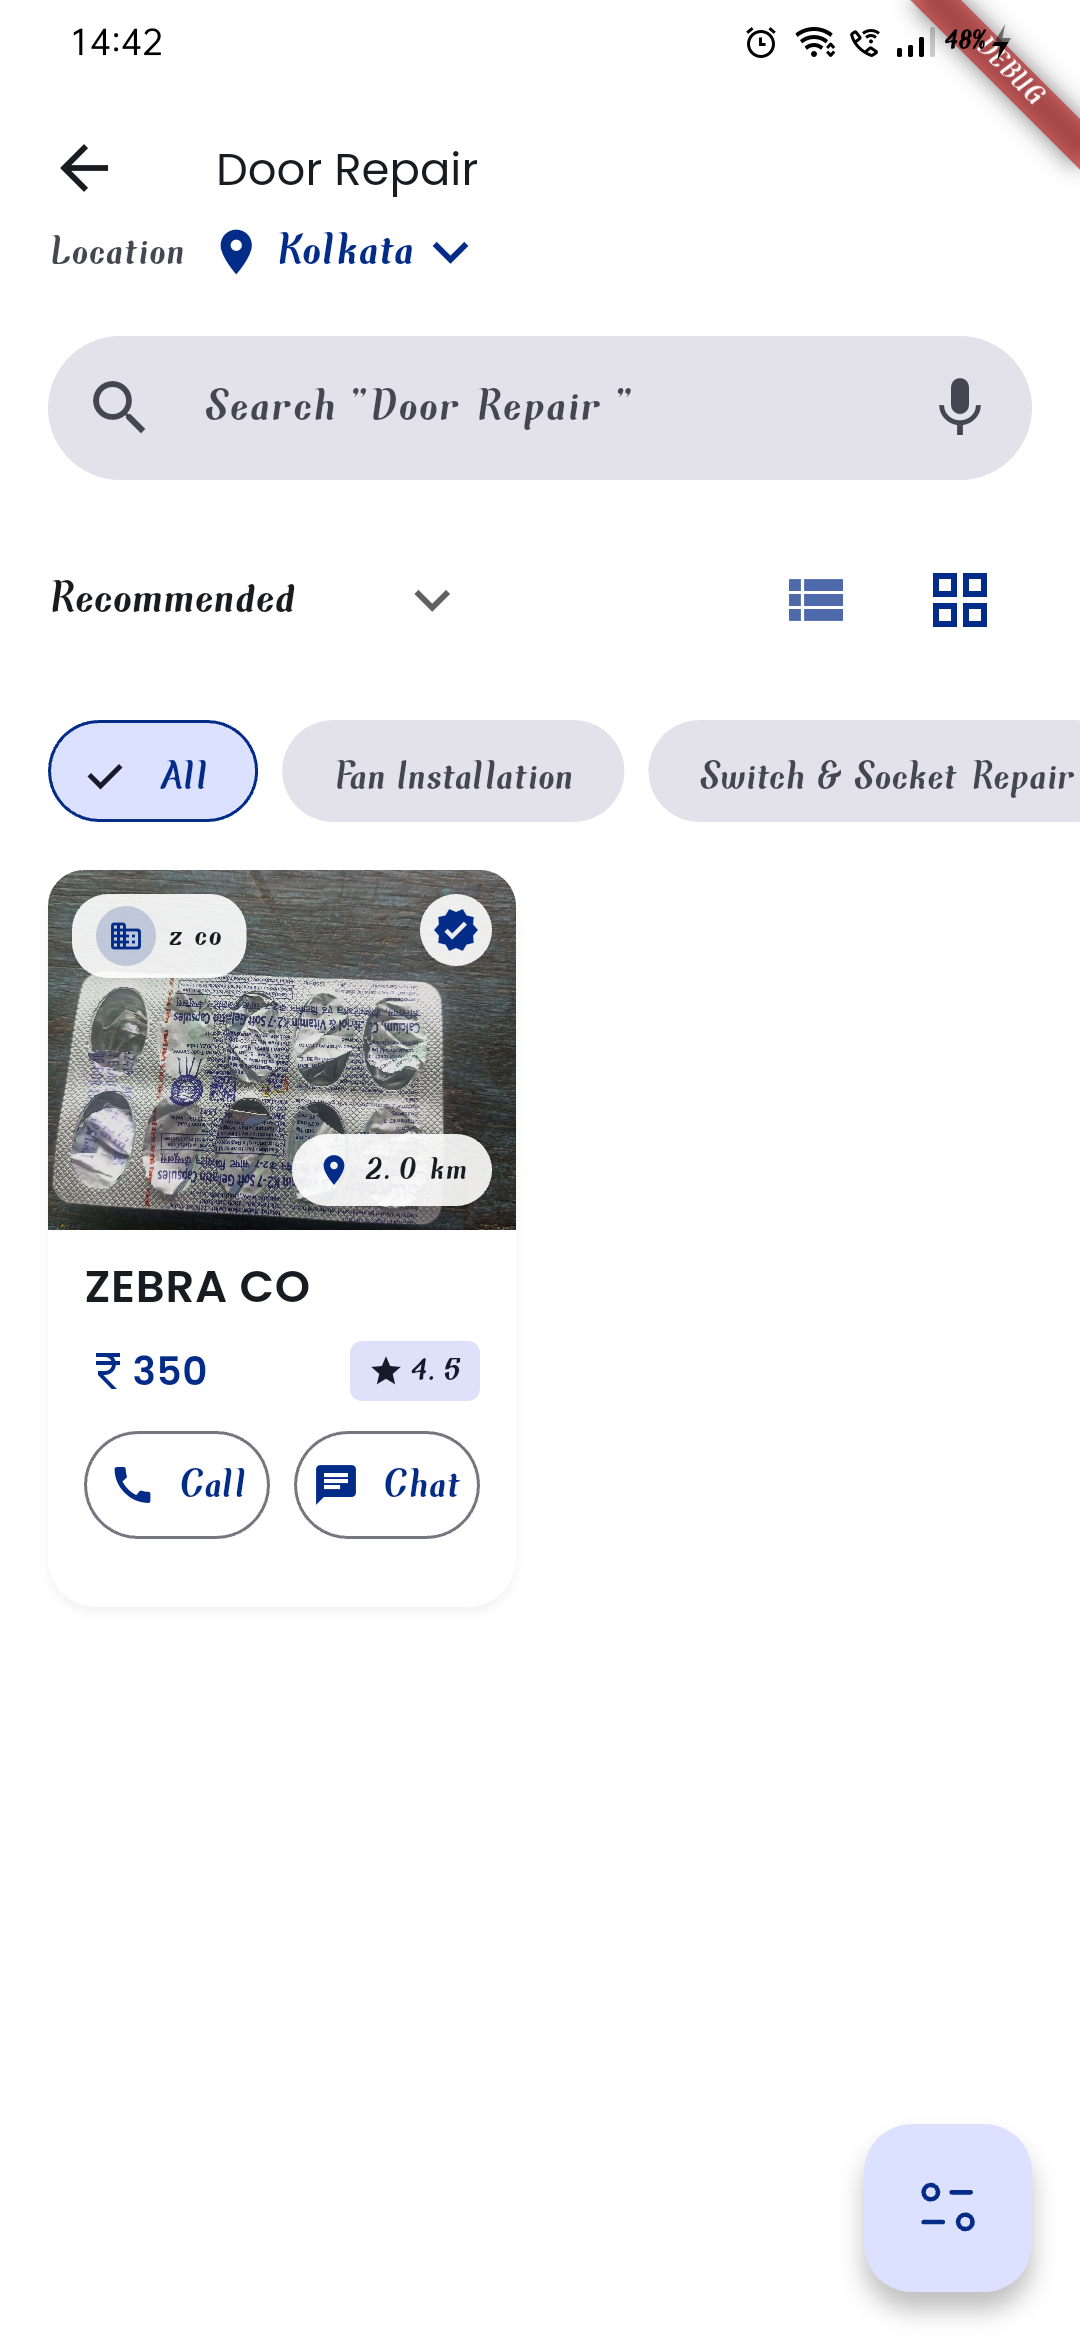 14:42
48%
DEBUG
Door Repair
Location Kolkata
Search "Door Repair "
Recommended
All
Fan Installation
Switch & Socket Repair
z co
2.0 km
ZEBRA CO
₹ 350
4.5
Call
Chat